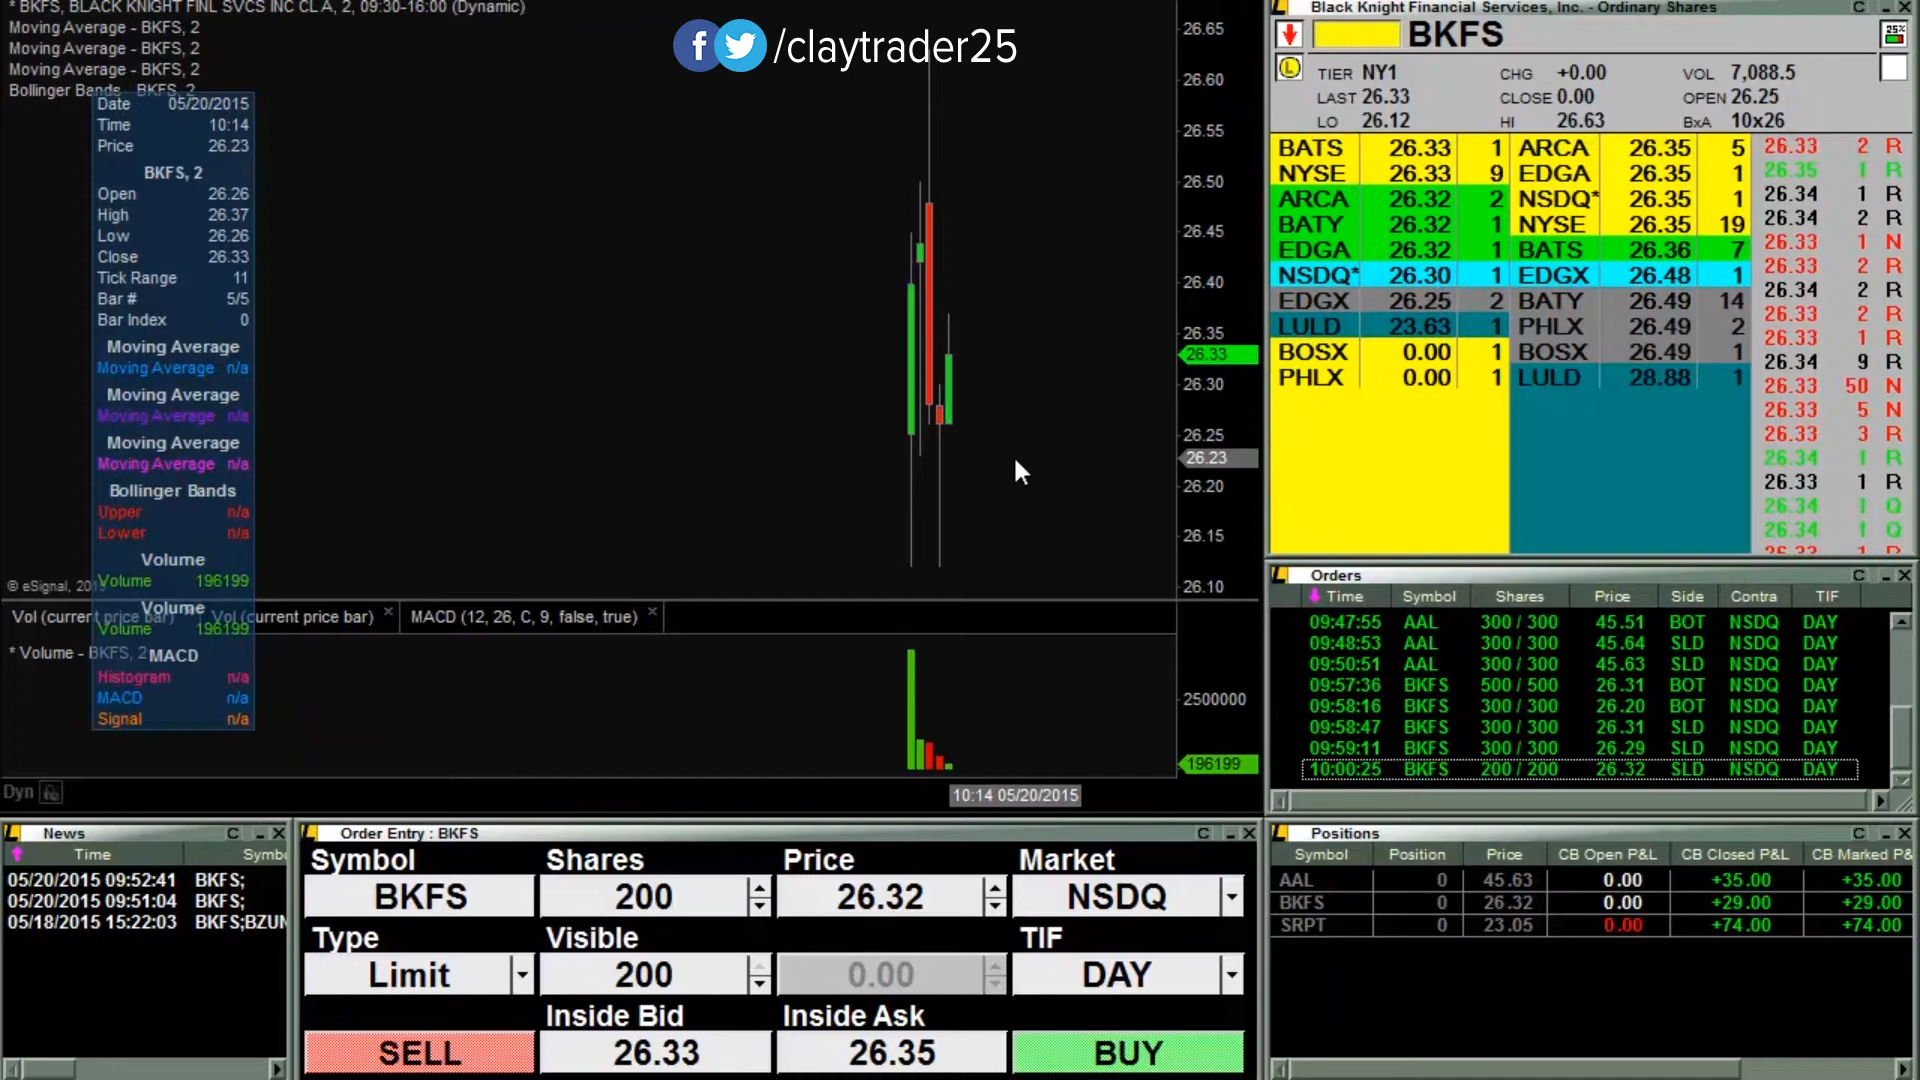 * BKFS, BLACK KNIGHT FINL SVCS INC CL A, 2, 09:30-16:00 (Dynamic)
Moving Average - BKFS, 2
Moving Average - BKFS, 2
Moving Average - BKFS, 2
Bollinger Bands - BKFS, 2
/claytrader25
Date 05/20/2015
Time 10:14
Price 26.23
BKFS, 2
Open 26.26
High 26.37
Low 26.26
Close 26.33
Tick Range 11
Bar # 5/5
Bar Index 0
Moving Average
Moving Average n/a
Moving Average
Moving Average n/a
Moving Average
Moving Average n/a
Bollinger Bands
Upper n/a
Lower n/a
Volume
Volume 196199
Volume
Volume 196199
MACD
Histogram n/a
MACD n/a
Signal n/a
© eSignal, 20
Vol (current price bar)
Vol (current price bar)
MACD (12, 26, C, 9, false, true)
* Volume - BKFS, 2
Dyn
26.65
26.60
26.55
26.50
26.45
26.40
26.35
26.33
26.30
26.25
26.23
26.20
26.15
26.10
2500000
196199
10:14 05/20/2015
Black Knight Financial Services, Inc. - Ordinary Shares
BKFS
25%
L
TIER NY1 CHG +0.00 VOL 7,088.5
LAST 26.33 CLOSE 0.00 OPEN 26.25
LO 26.12 HI 26.63 BxA 10x26
BATS 26.33 1 ARCA 26.35 5
NYSE 26.33 9 EDGA 26.35 1
ARCA 26.32 2 NSDQ* 26.35 1
BATY 26.32 1 NYSE 26.35 19
EDGA 26.32 1 BATS 26.36 7
NSDQ* 26.30 1 EDGX 26.48 1
EDGX 26.25 2 BATY 26.49 14
LULD 23.63 1 PHLX 26.49 2
BOSX 0.00 1 BOSX 26.49 1
PHLX 0.00 1 LULD 28.88 1
26.33 2 R
26.35 1 R
26.34 1 R
26.34 2 R
26.33 1 N
26.33 2 R
26.34 2 R
26.33 2 R
26.33 1 R
26.34 9 R
26.33 50 N
26.33 5 N
26.33 3 R
26.34 1 R
26.33 1 R
26.34 1 Q
26.34 1 Q
Orders
Time Symbol Shares Price Side Contra TIF
09:47:55 AAL 300 / 300 45.51 BOT NSDQ DAY
09:48:53 AAL 300 / 300 45.64 SLD NSDQ DAY
09:50:51 AAL 300 / 300 45.63 SLD NSDQ DAY
09:57:36 BKFS 500 / 500 26.31 BOT NSDQ DAY
09:58:16 BKFS 300 / 300 26.20 BOT NSDQ DAY
09:58:47 BKFS 300 / 300 26.31 SLD NSDQ DAY
09:59:11 BKFS 300 / 300 26.29 SLD NSDQ DAY
10:00:25 BKFS 200 / 200 26.32 SLD NSDQ DAY
News
Time Symbo
05/20/2015 09:52:41 BKFS;
05/20/2015 09:51:04 BKFS;
05/18/2015 15:22:03 BKFS;BZUN
Order Entry : BKFS
Symbol Shares Price Market
BKFS 200 26.32 NSDQ
Type Visible TIF
Limit 200 0.00 DAY
Inside Bid Inside Ask
SELL 26.33 26.35 BUY
Positions
Symbol Position Price CB Open P&L CB Closed P&L CB Marked P&
AAL 0 45.63 0.00 +35.00 +35.00
BKFS 0 26.32 0.00 +29.00 +29.00
SRPT 0 23.05 0.00 +74.00 +74.00